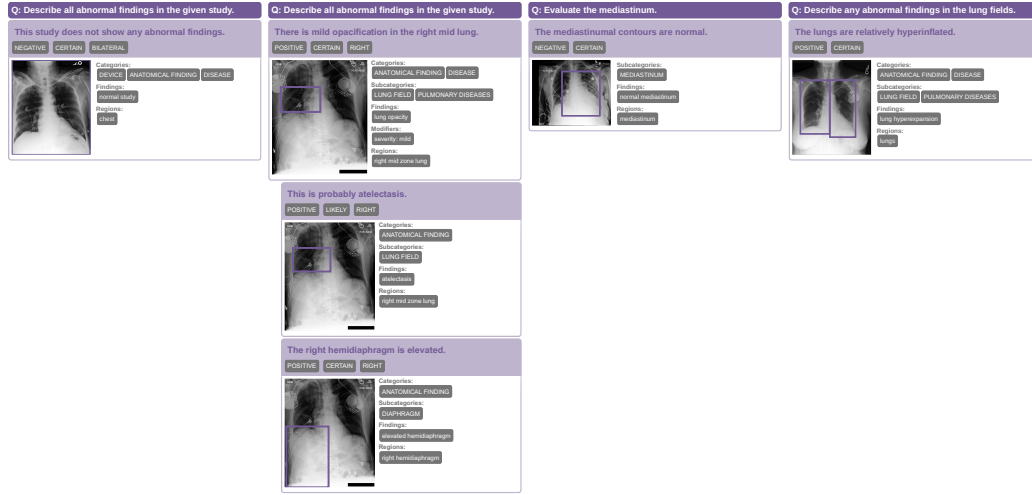 Q: Describe all abnormal findings in the given study.
This study does not show any abnormal findings.
NEGATIVE CERTAIN BILATERAL
Categories:
DEVICE ANATOMICAL FINDING DISEASE
Findings:
normal study
Regions:
chest
Q: Describe all abnormal findings in the given study.
There is mild opacification in the right mid lung.
POSITIVE CERTAIN RIGHT
Categories:
ANATOMICAL FINDING DISEASE
Subcategories:
LUNG FIELD PULMONARY DISEASES
Findings:
lung opacity
Modifiers:
severity: mild
Regions:
right mid zone lung
This is probably atelectasis.
POSITIVE LIKELY RIGHT
Categories:
ANATOMICAL FINDING
Subcategories:
LUNG FIELD
Findings:
atelectasis
Regions:
right mid zone lung
The right hemidiaphragm is elevated.
POSITIVE CERTAIN RIGHT
Categories:
ANATOMICAL FINDING
Subcategories:
DIAPHRAGM
Findings:
elevated hemidiaphragm
Regions:
right hemidiaphragm
Q: Evaluate the mediastinum.
The mediastinumal contours are normal.
NEGATIVE CERTAIN
Subcategories:
MEDIASTINUM
Findings:
normal mediastinum
Regions:
mediastinum
Q: Describe any abnormal findings in the lung fields.
The lungs are relatively hyperinflated.
POSITIVE CERTAIN
Categories:
ANATOMICAL FINDING DISEASE
Subcategories:
LUNG FIELD PULMONARY DISEASES
Findings:
lung hyperexpansion
Regions:
lungs